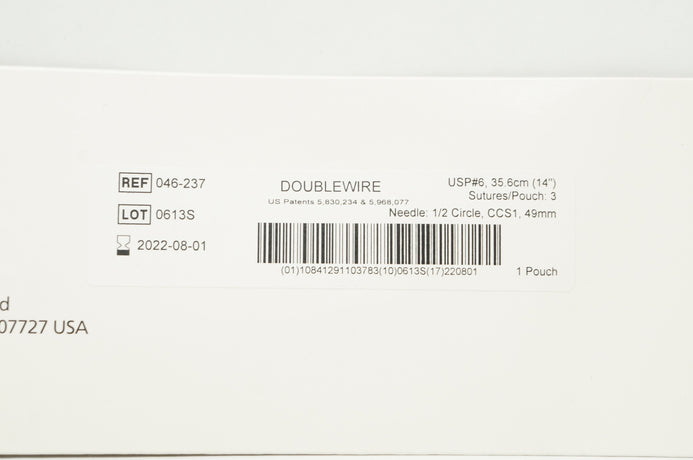 REF 046-237
DOUBLEWIRE
US Patents 5,830,234 & 5,968,077
USP#6, 35.6cm (14")
Sutures/Pouch: 3
LOT 0613S
Needle: 1/2 Circle, CCS1, 49mm
2022-08-01
(01)10841291103783(10)0613S(17)220801
1 Pouch
d
07727 USA